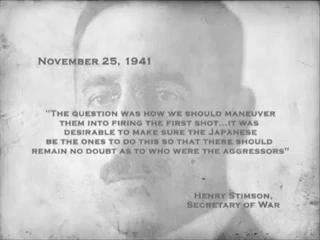 November 25, 1941
"The question was how we should maneuver
them into firing the first shot...it was
desirable to make sure the Japanese
be the ones to do this so that there should
remain no doubt as to who were the aggressors"
Henry Stimson,
Secretary of War